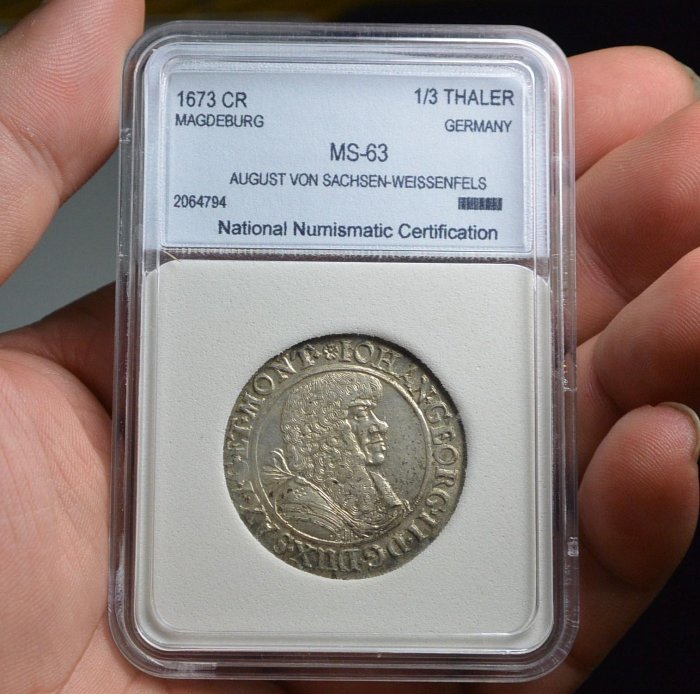 1673 CR 1/3 THALER
MAGDEBURG GERMANY
MS-63
AUGUST VON SACHSEN-WEISSENFELS
2064794
National Numismatic Certification
IOHAN·GEORG·II·D·G·DUX·SAX· ET·MONT·